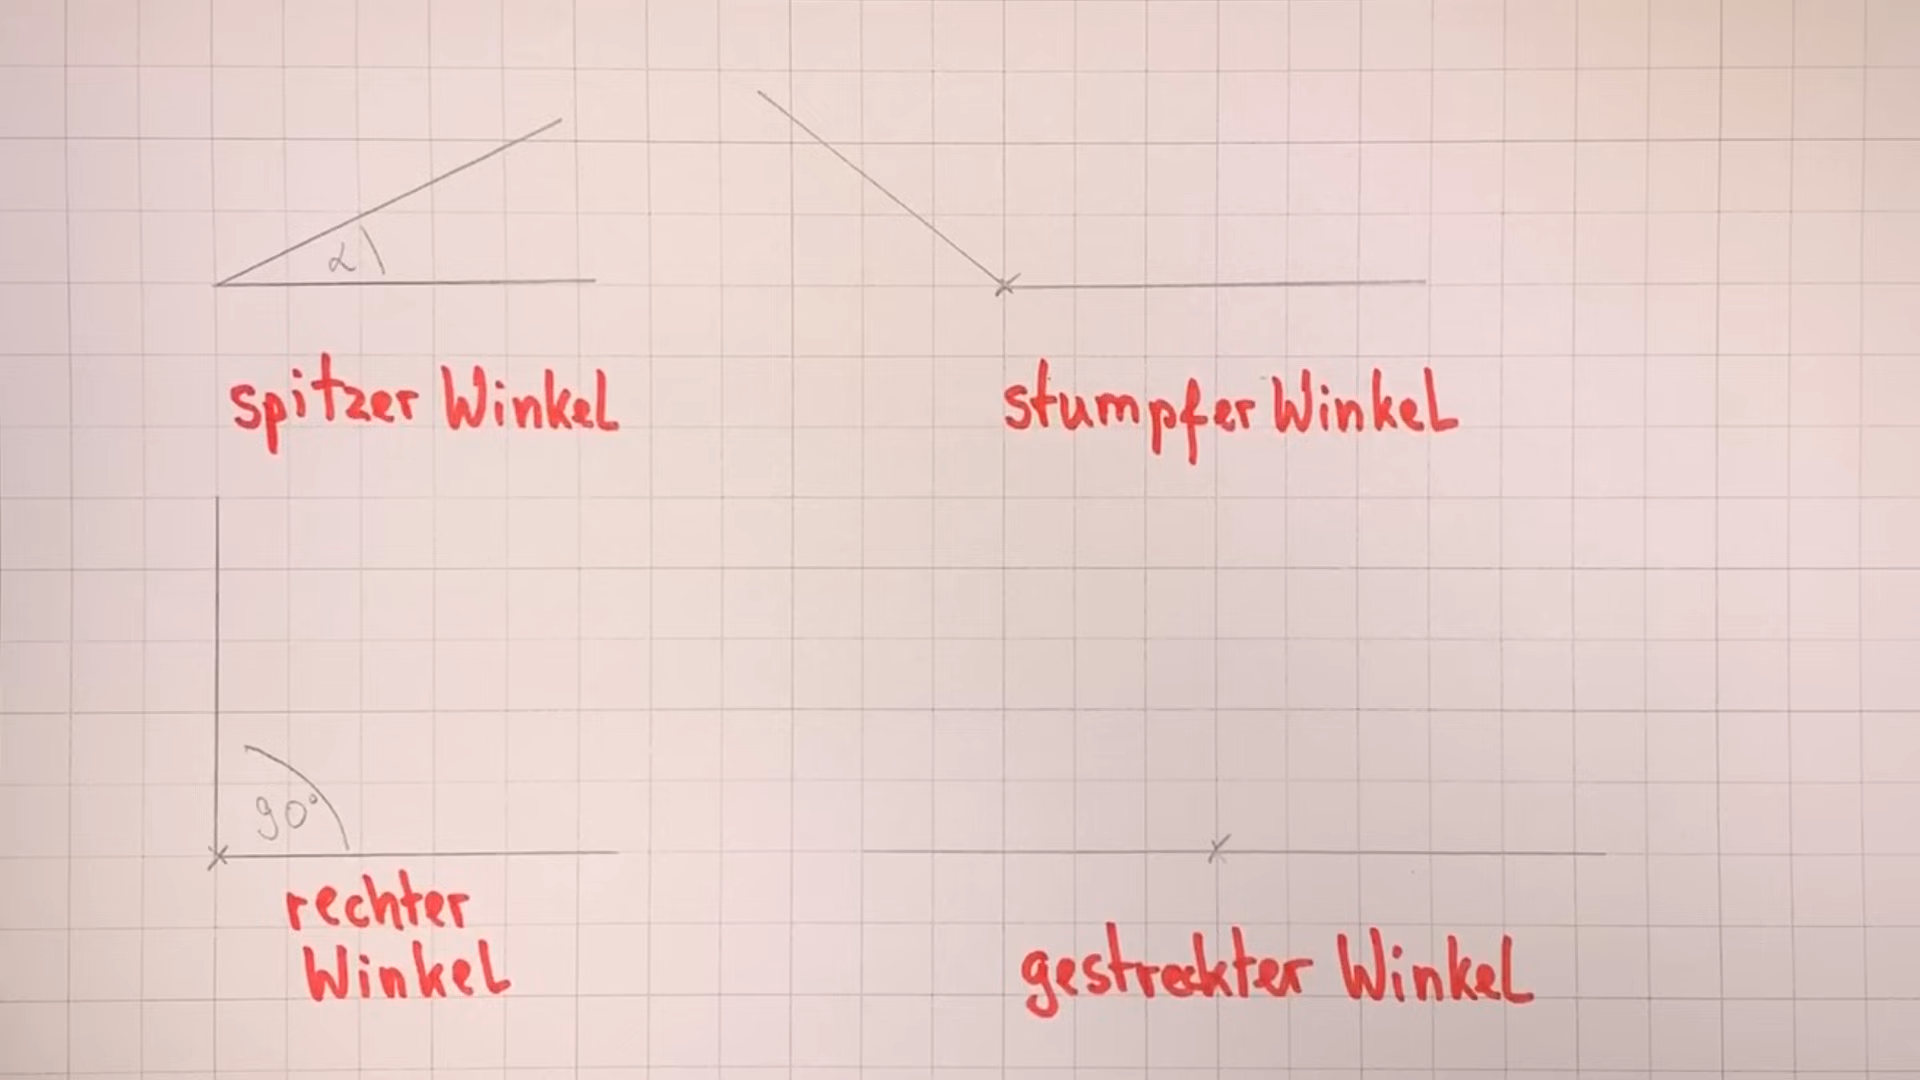 α
spitzer Winkel
stumpfer Winkel
90°
rechter
Winkel
gestreckter Winkel